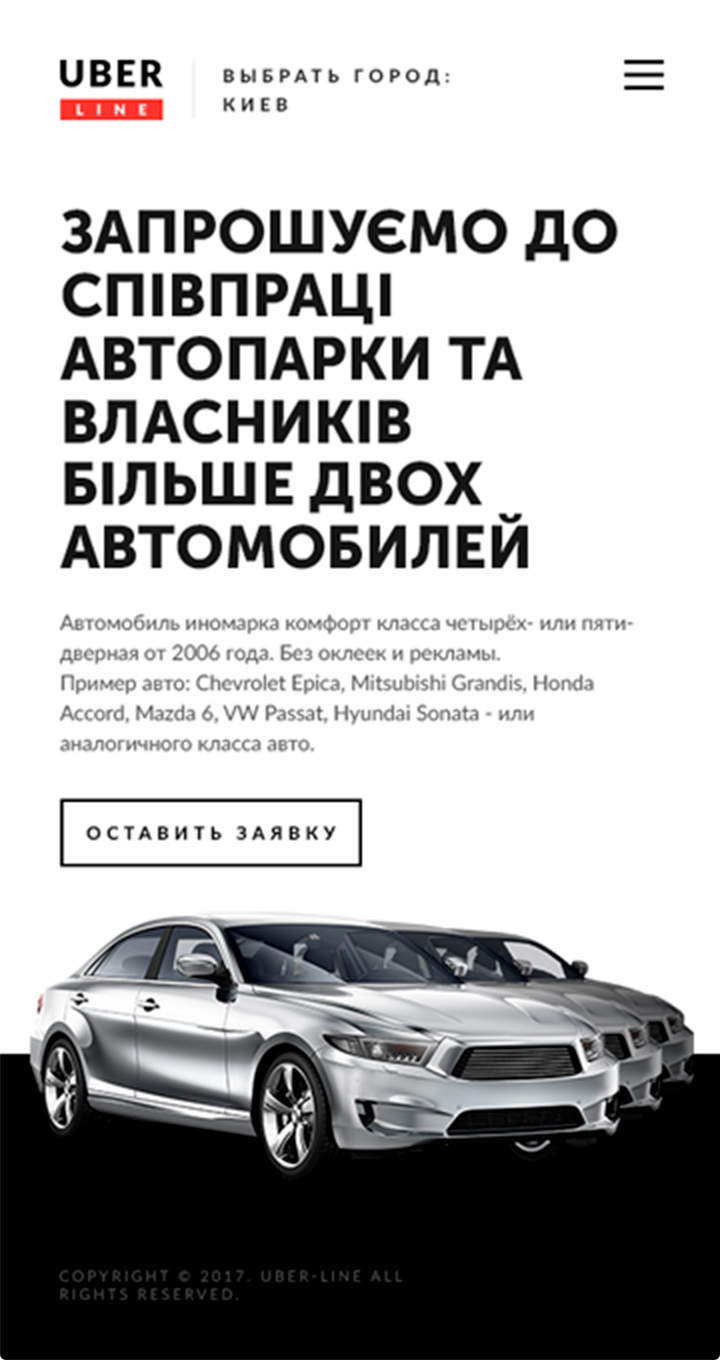 UBER
LINE
ВЫБРАТЬ ГОРОД:
КИЕВ
ЗАПРОШУЄМО ДО
СПІВПРАЦІ
АВТОПАРКИ ТА
ВЛАСНИКІВ
БІЛЬШЕ ДВОХ
АВТОМОБИЛЕЙ
Автомобиль иномарка комфорт класса четырёх- или пяти-
дверная от 2006 года. Без оклеек и рекламы.
Пример авто: Chevrolet Epica, Mitsubishi Grandis, Honda
Accord, Mazda 6, VW Passat, Hyundai Sonata - или
аналогичного класса авто.
ОСТАВИТЬ ЗАЯВКУ
COPYRIGHT © 2017. UBER-LINE ALL
RIGHTS RESERVED.